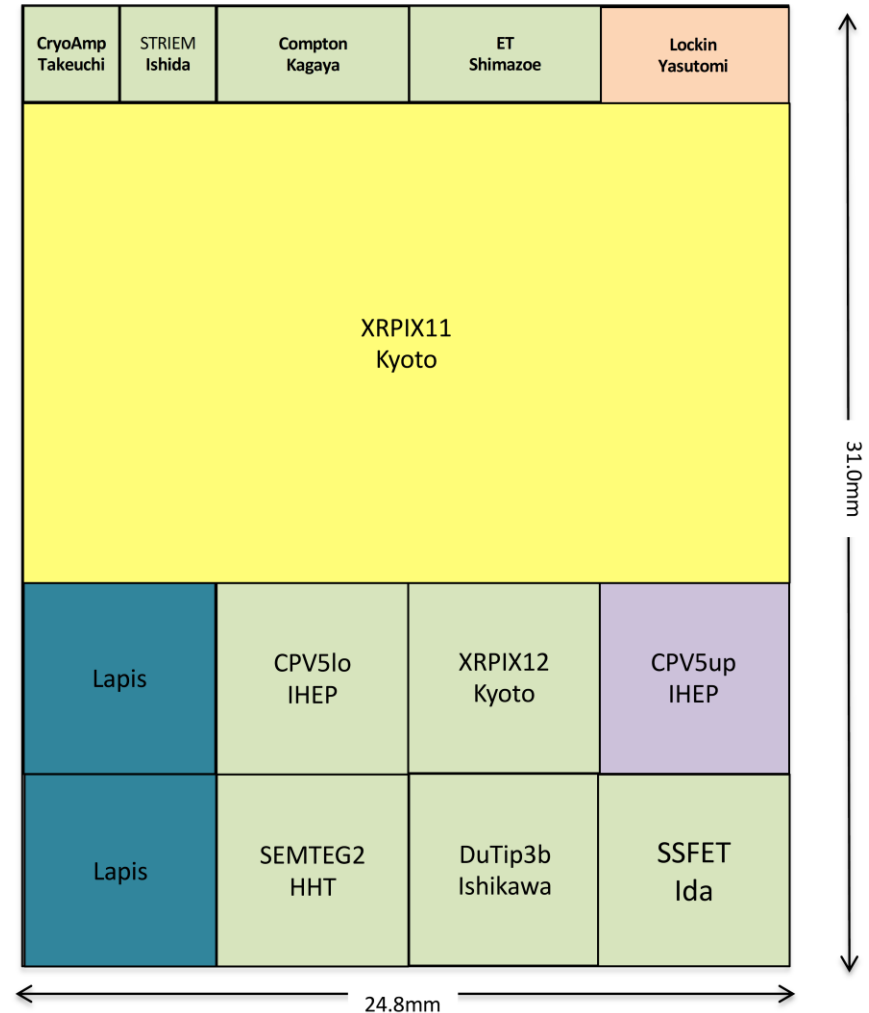 CryoAmp
Takeuchi
STRIEM
Ishida
Compton
Kagaya
ET
Shimazoe
Lockin
Yasutomi
XRPIX11
Kyoto
31.0mm
Lapis
CPV5lo
IHEP
XRPIX12
Kyoto
CPV5up
IHEP
Lapis
SEMTEG2
HHT
DuTip3b
Ishikawa
SSFET
Ida
24.8mm